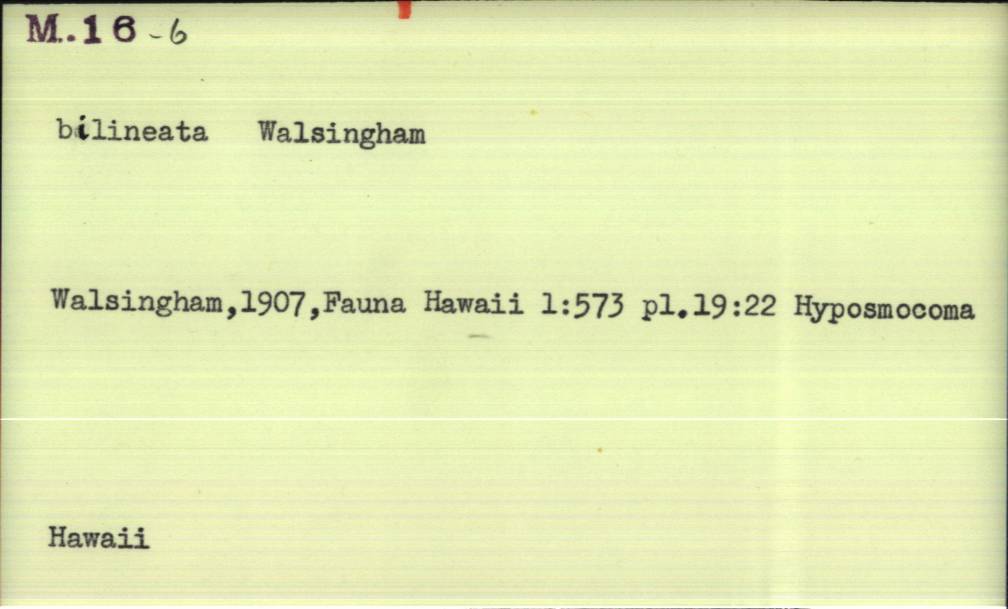 M.16-6
bilineata Walsingham
Walsingham,1907,Fauna Hawaii 1:573 pl.19:22 Hyposmocoma
Hawaii